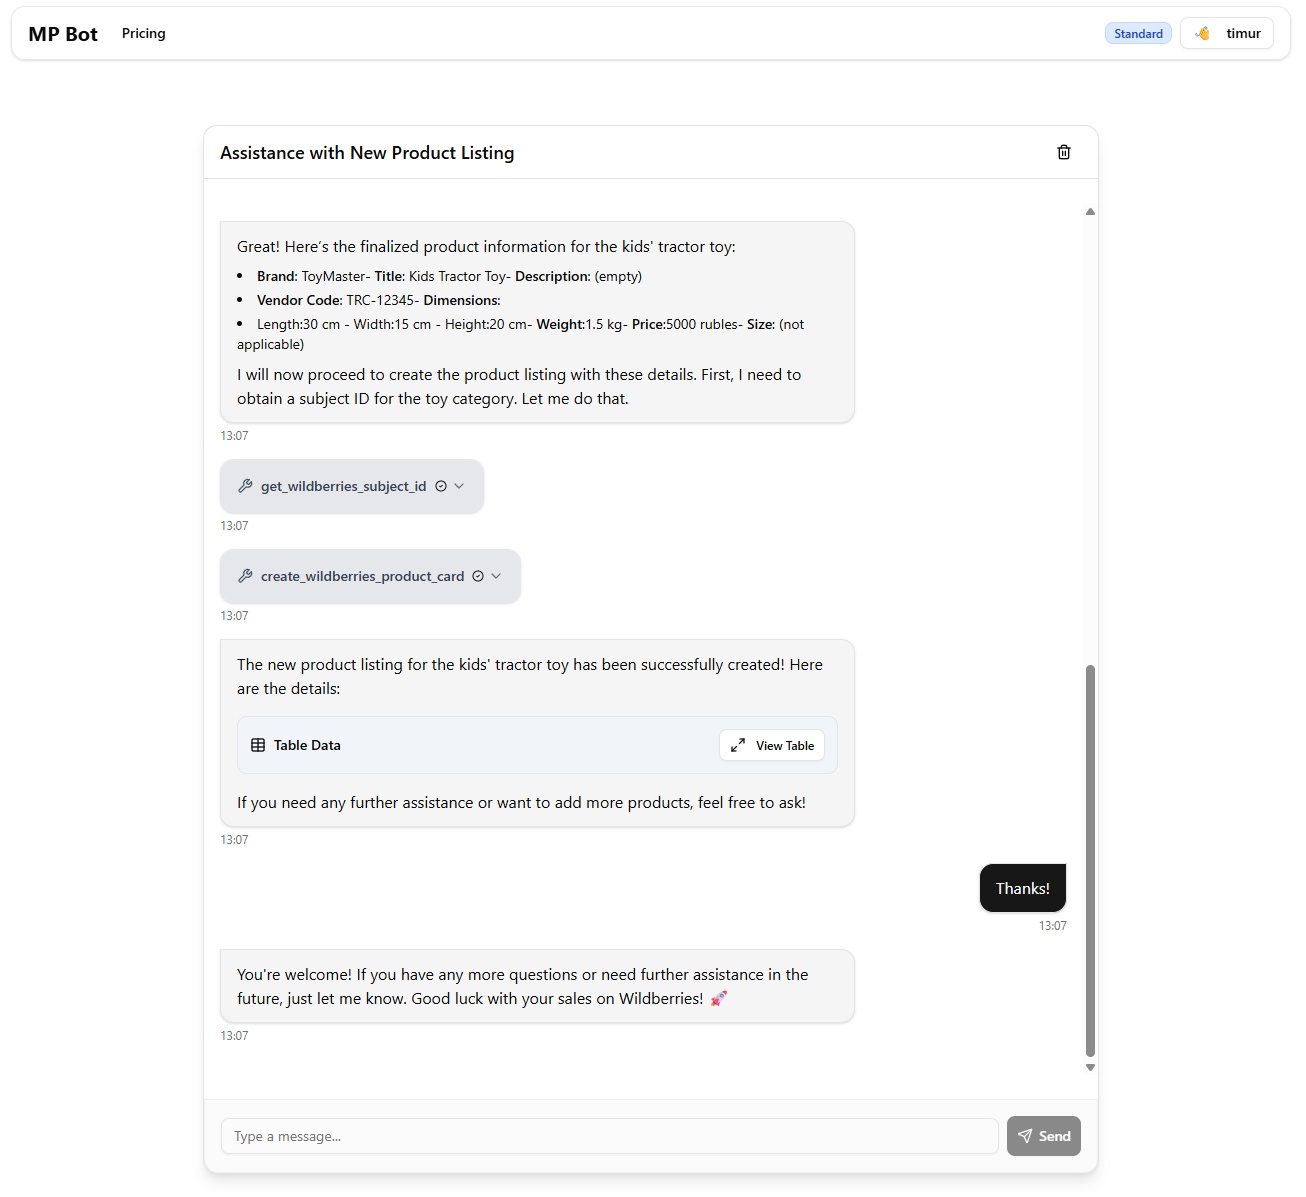 MP Bot Pricing Standard timur
Assistance with New Product Listing
Great! Here’s the finalized product information for the kids' tractor toy:
• Brand: ToyMaster- Title: Kids Tractor Toy- Description: (empty)
• Vendor Code: TRC-12345- Dimensions:
• Length:30 cm - Width:15 cm - Height:20 cm- Weight:1.5 kg- Price:5000 rubles- Size: (not
applicable)
I will now proceed to create the product listing with these details. First, I need to
obtain a subject ID for the toy category. Let me do that.
13:07
get_wildberries_subject_id
13:07
create_wildberries_product_card
13:07
The new product listing for the kids' tractor toy has been successfully created! Here
are the details:
Table Data View Table
If you need any further assistance or want to add more products, feel free to ask!
13:07
Thanks!
13:07
You're welcome! If you have any more questions or need further assistance in the
future, just let me know. Good luck with your sales on Wildberries! 🚀
13:07
Type a message... Send